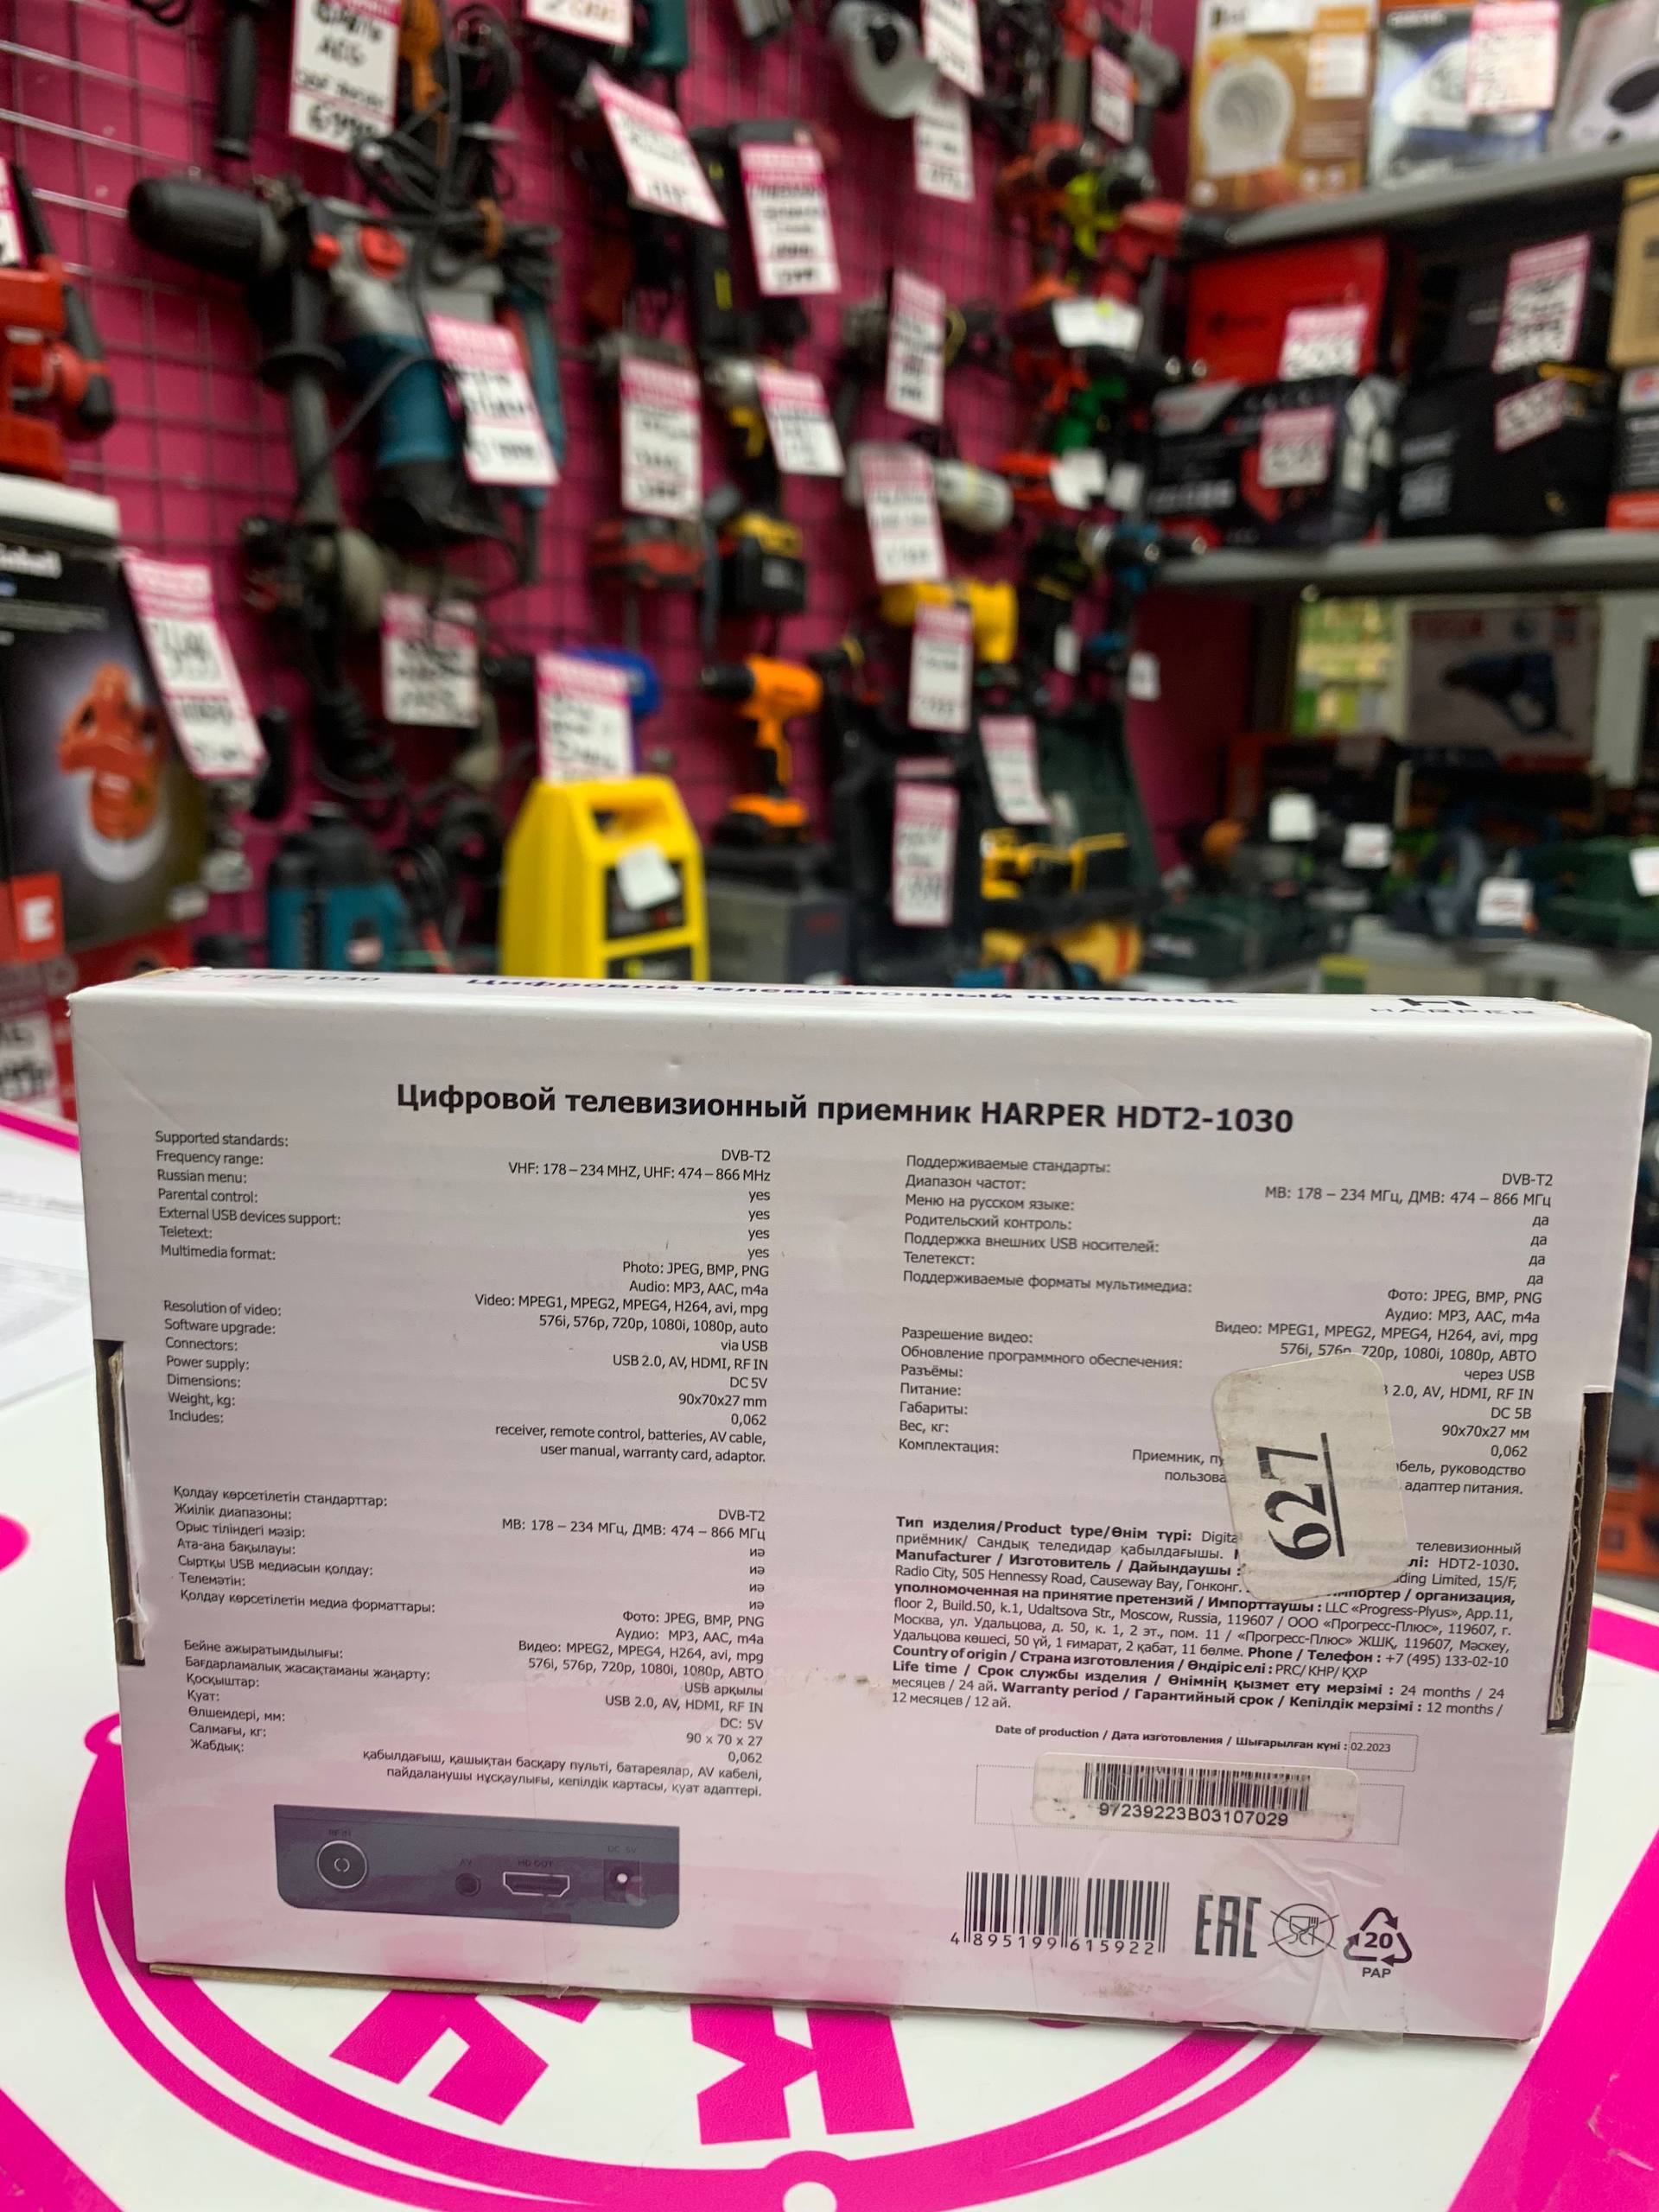 HDT2-1030
Цифровой телевизионный приемник
HARPER
Цифровой телевизионный приемник HARPER HDT2-1030
Supported standards: DVB-T2
Frequency range: VHF: 178 – 234 MHZ, UHF: 474 – 866 MHz
Russian menu: yes
Parental control: yes
External USB devices support: yes
Teletext: yes
Multimedia format:
Photo: JPEG, BMP, PNG
Audio: MP3, AAC, m4a
Video: MPEG1, MPEG2, MPEG4, H264, avi, mpg
Resolution of video: 576i, 576p, 720p, 1080i, 1080p, auto
Software upgrade: via USB
Connectors: USB 2.0, AV, HDMI, RF IN
Power supply: DC 5V
Dimensions: 90x70x27 mm
Weight, kg: 0,062
Includes: receiver, remote control, batteries, AV cable,
user manual, warranty card, adaptor.
Қолдау көрсетілетін стандарттар: DVB-T2
Жиілік диапазоны: МВ: 178 – 234 МГц, ДМВ: 474 – 866 МГц
Орыс тіліндегі мәзір: иә
Ата-ана бақылауы: иә
Сыртқы USB медиасын қолдау: иә
Телемәтін: иә
Қолдау көрсетілетін медиа форматтары:
Фото: JPEG, BMP, PNG
Аудио: MP3, AAC, m4a
Видео: MPEG2, MPEG4, H264, avi, mpg
Бейне ажыратымдылығы: 576i, 576p, 720p, 1080i, 1080p, АВТО
Бағдарламалық жасақтаманы жаңарту: USB арқылы
Қосқыштар: USB 2.0, AV, HDMI, RF IN
Қуат: DC: 5V
Өлшемдері, мм: 90 x 70 x 27
Салмағы, кг: 0,062
Жабдық: қабылдағыш, қашықтан басқару пульті, батареялар, AV кабелі,
пайдаланушы нұсқаулығы, кепілдік картасы, қуат адаптері.
RF IN
AV
HD OUT
DC 5V
Поддерживаемые стандарты: DVB-T2
Диапазон частот: МВ: 178 – 234 МГц, ДМВ: 474 – 866 МГц
Меню на русском языке: да
Родительский контроль: да
Поддержка внешних USB носителей: да
Телетекст: да
Поддерживаемые форматы мультимедиа:
Фото: JPEG, BMP, PNG
Аудио: MP3, AAC, m4a
Видео: MPEG1, MPEG2, MPEG4, H264, avi, mpg
Разрешение видео: 576i, 576p, 720p, 1080i, 1080p, АВТО
Обновление программного обеспечения: через USB
Разъёмы: 2.0, AV, HDMI, RF IN
Питание: DC 5В
Габариты: 90x70x27 мм
Вес, кг: 0,062
Комплектация: Приемник, руководство
адаптер питания.
627
Тип изделия/Product type/Өнім түрі: телевизионный
приёмник/ Сандық теледидар қабылдағышы. HDT2-1030.
Manufacturer / Изготовитель / Дайындаушы : Limited, 15/F,
Radio City, 505 Hennessy Road, Causeway Bay, Гонконг. / организация,
уполномоченная на принятие претензий / Импорттаушы : LLC «Progress-Plyus», App.11,
floor 2, Build.50, k.1, Udaltsova Str., Moscow, Russia, 119607 / ООО «Прогресс-Плюс», 119607, г.
Москва, ул. Удальцова, д. 50, к. 1, 2 эт., пом. 11 / «Прогресс-Плюс» ЖШҚ, 119607, Мәскеу,
Удальцова көшесі, 50 үй, 1 ғимарат, 2 қабат, 11 бөлме. Phone / Телефон : +7 (495) 133-02-10
Country of origin / Страна изготовления / Өндіріс елі : PRC/ КНР/ ҚХР
Life time / Срок службы изделия / Өнімнің қызмет ету мерзімі : 24 months / 24
месяцев / 24 ай. Warranty period / Гарантийный срок / Кепілдік мерзімі : 12 months /
12 месяцев / 12 ай.
Date of production / Дата изготовления / Шығарылған күні : 02.2023
97239223B03107029
4 895199 615922
EAC
20
PAP